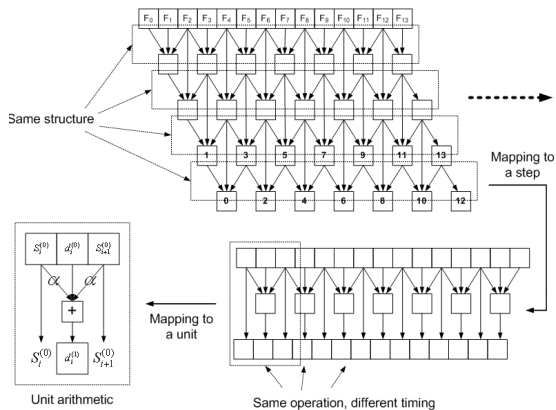 F0 F1 F2 F3 F4 F5 F6 F7 F8 F9 F10 F11 F12 F13
Same structure
1 3 5 7 9 11 13
0 2 4 6 8 10 12
Mapping to
a step
S_i^(0) d_i^(0) S_i+1^(0)
α α
+
S_i^(0) d_i^(1) S_i+1^(0)
Unit arithmetic
Mapping to
a unit
Same operation, different timing